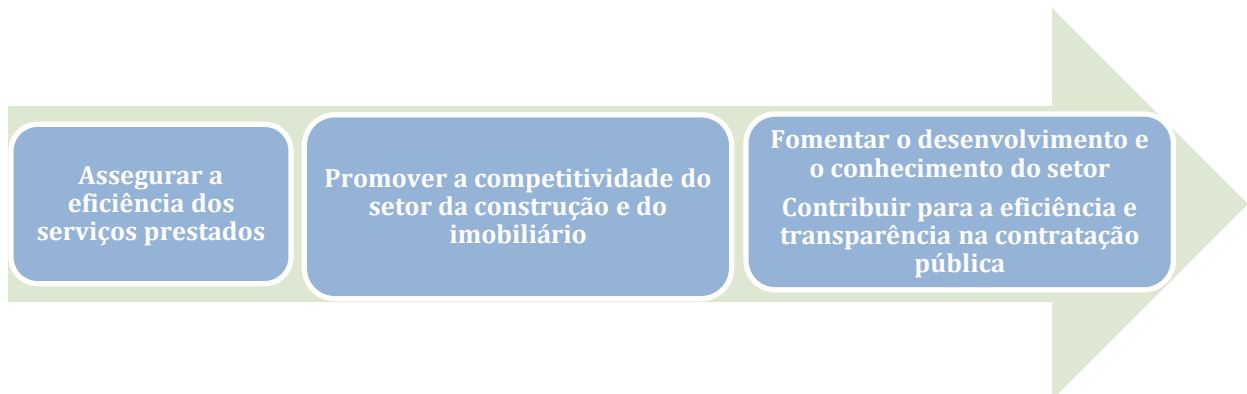 Assegurar a
eficiência dos
serviços prestados
Promover a competitividade do
setor da construção e do
imobiliário
Fomentar o desenvolvimento e
o conhecimento do setor
Contribuir para a eficiência e
transparência na contratação
pública